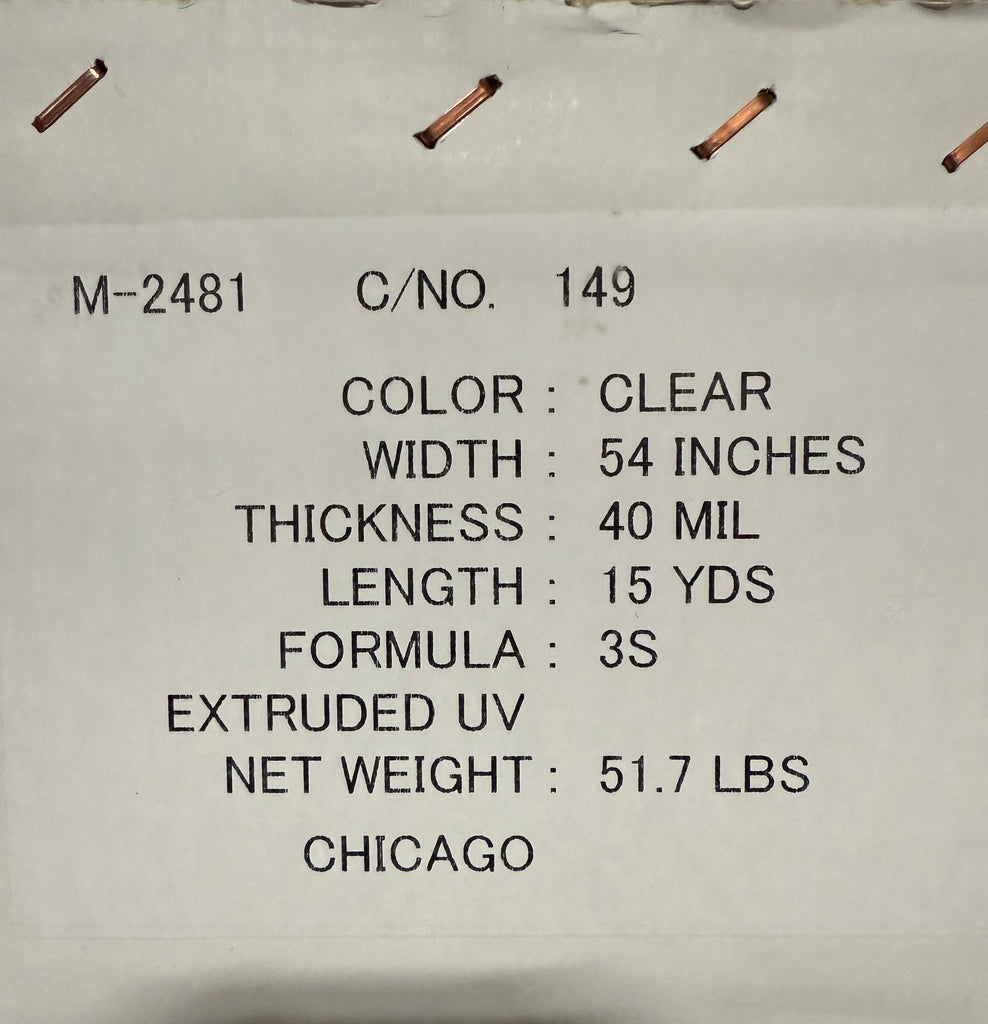 M-2481 C/NO. 149
COLOR : CLEAR
WIDTH : 54 INCHES
THICKNESS : 40 MIL
LENGTH : 15 YDS
FORMULA : 3S
EXTRUDED UV
NET WEIGHT : 51.7 LBS
CHICAGO